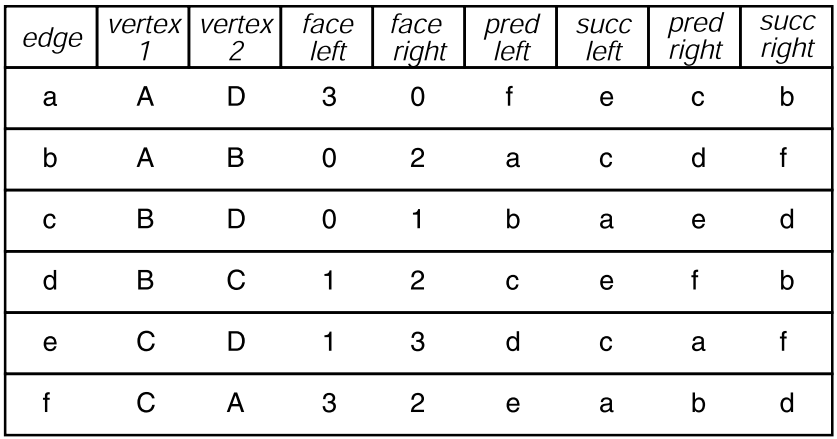 edge vertex 1 vertex 2 face left face right pred left succ left pred right succ right
a A D 3 0 f e c b
b A B 0 2 a c d f
c B D 0 1 b a e d
d B C 1 2 c e f b
e C D 1 3 d c a f
f C A 3 2 e a b d